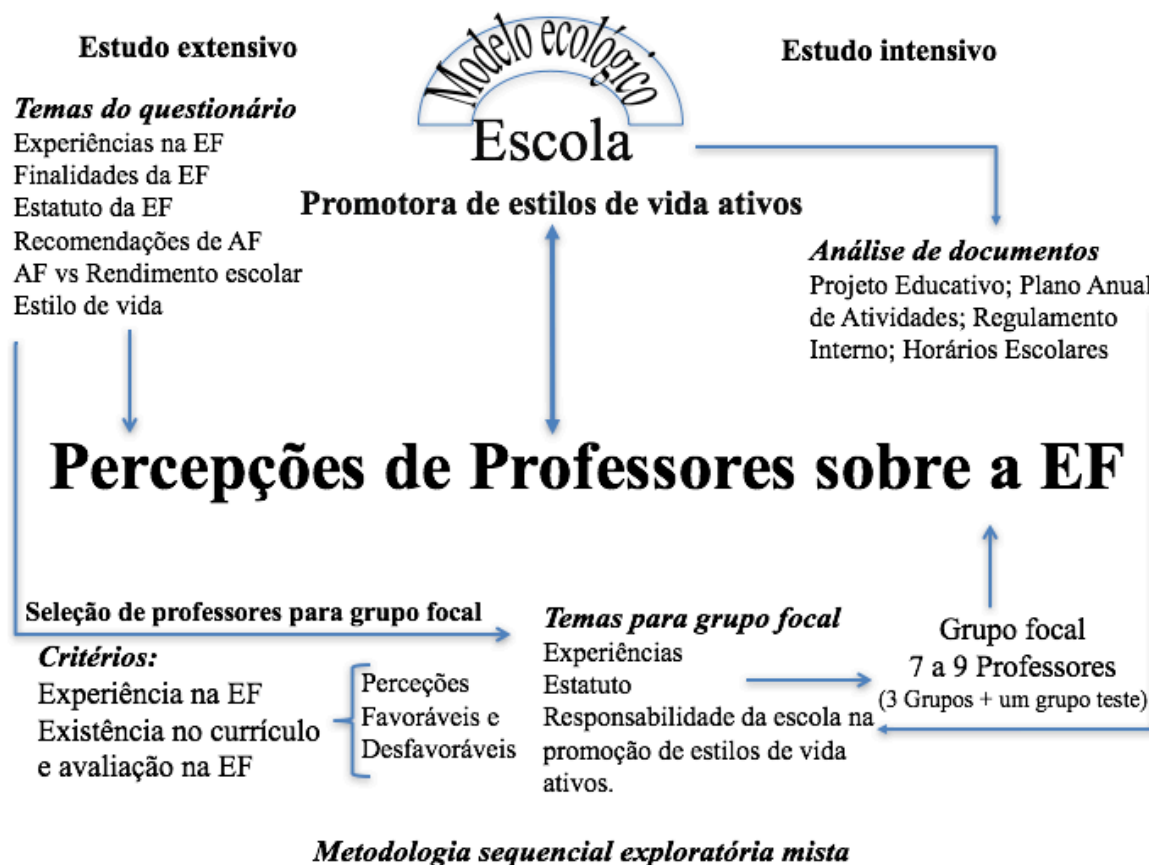 Estudo extensivo
Modelo ecológico
Estudo intensivo
Escola
Promotora de estilos de vida ativos
Temas do questionário
Experiências na EF
Finalidades da EF
Estatuto da EF
Recomendações de AF
AF vs Rendimento escolar
Estilo de vida
Análise de documentos
Projeto Educativo; Plano Anual
de Atividades; Regulamento
Interno; Horários Escolares
Percepções de Professores sobre a EF
Seleção de professores para grupo focal
Critérios:
Experiência na EF
Existência no currículo
e avaliação na EF
Perceções
Favoráveis e
Desfavoráveis
Temas para grupo focal
Experiências
Estatuto
Responsabilidade da escola na
promoção de estilos de vida
ativos.
Grupo focal
7 a 9 Professores
(3 Grupos + um grupo teste)
Metodologia sequencial exploratória mista